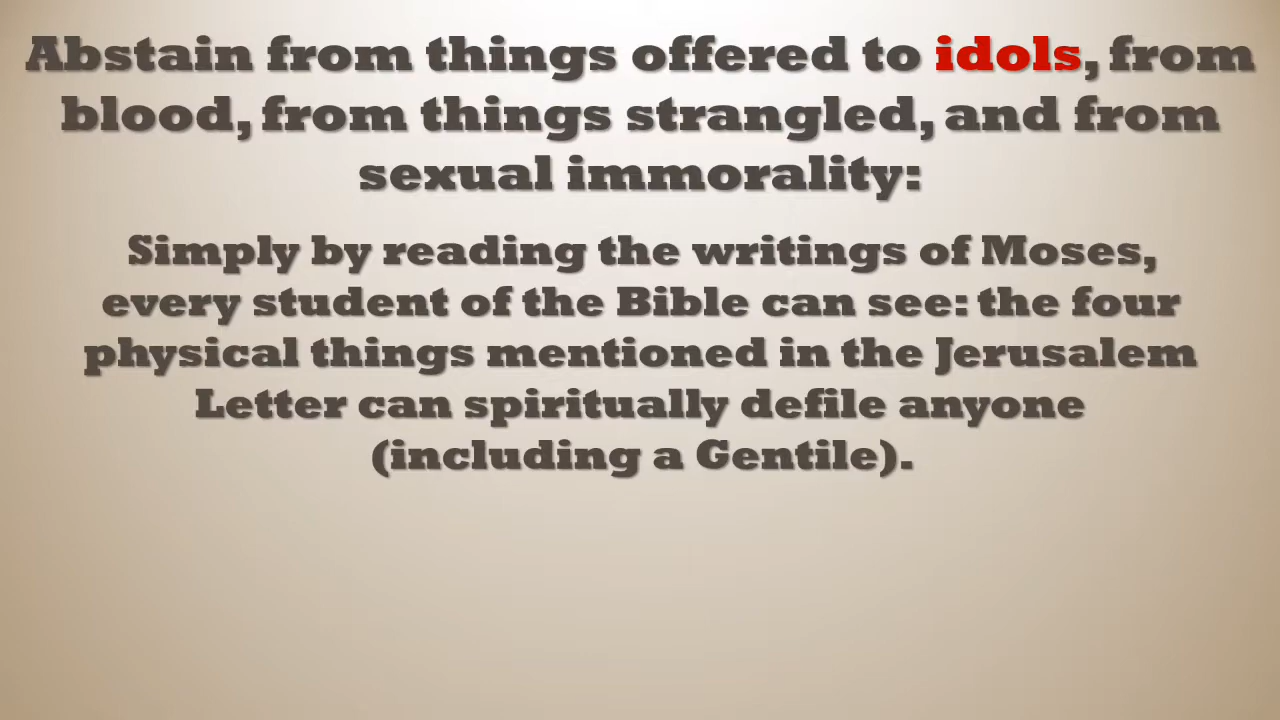 Abstain from things offered to idols, from
blood, from things strangled, and from
sexual immorality:
Simply by reading the writings of Moses,
every student of the Bible can see: the four
physical things mentioned in the Jerusalem
Letter can spiritually defile anyone
(including a Gentile).